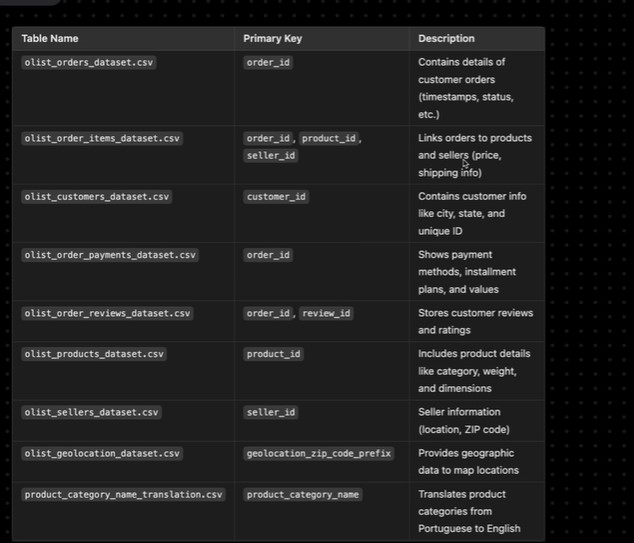 Table Name Primary Key Description
olist_orders_dataset.csv order_id Contains details of
customer orders
(timestamps, status,
etc.)
olist_order_items_dataset.csv order_id, product_id, Links orders to products
seller_id and sellers (price,
shipping info)
olist_customers_dataset.csv customer_id Contains customer info
like city, state, and
unique ID
olist_order_payments_dataset.csv order_id Shows payment
methods, installment
plans, and values
olist_order_reviews_dataset.csv order_id, review_id Stores customer reviews
and ratings
olist_products_dataset.csv product_id Includes product details
like category, weight,
and dimensions
olist_sellers_dataset.csv seller_id Seller information
(location, ZIP code)
olist_geolocation_dataset.csv geolocation_zip_code_prefix Provides geographic
data to map locations
product_category_name_translation.csv product_category_name Translates product
categories from
Portuguese to English